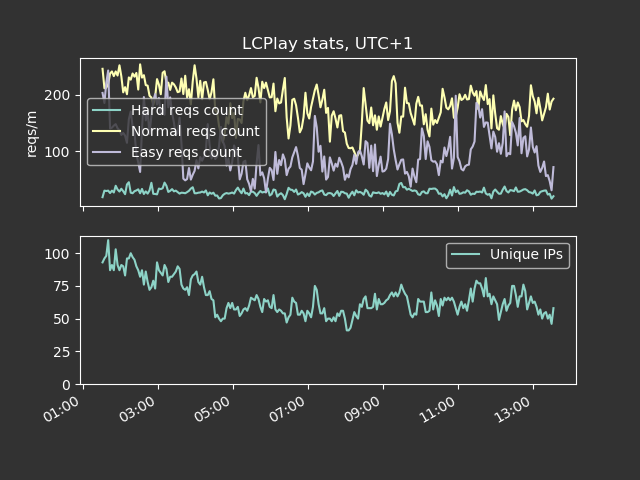 LCPlay stats, UTC+1
reqs/m
200
100
Hard reqs count
Normal reqs count
Easy reqs count
100
75
50
25
0
Unique IPs
01:00
03:00
05:00
07:00
09:00
11:00
13:00